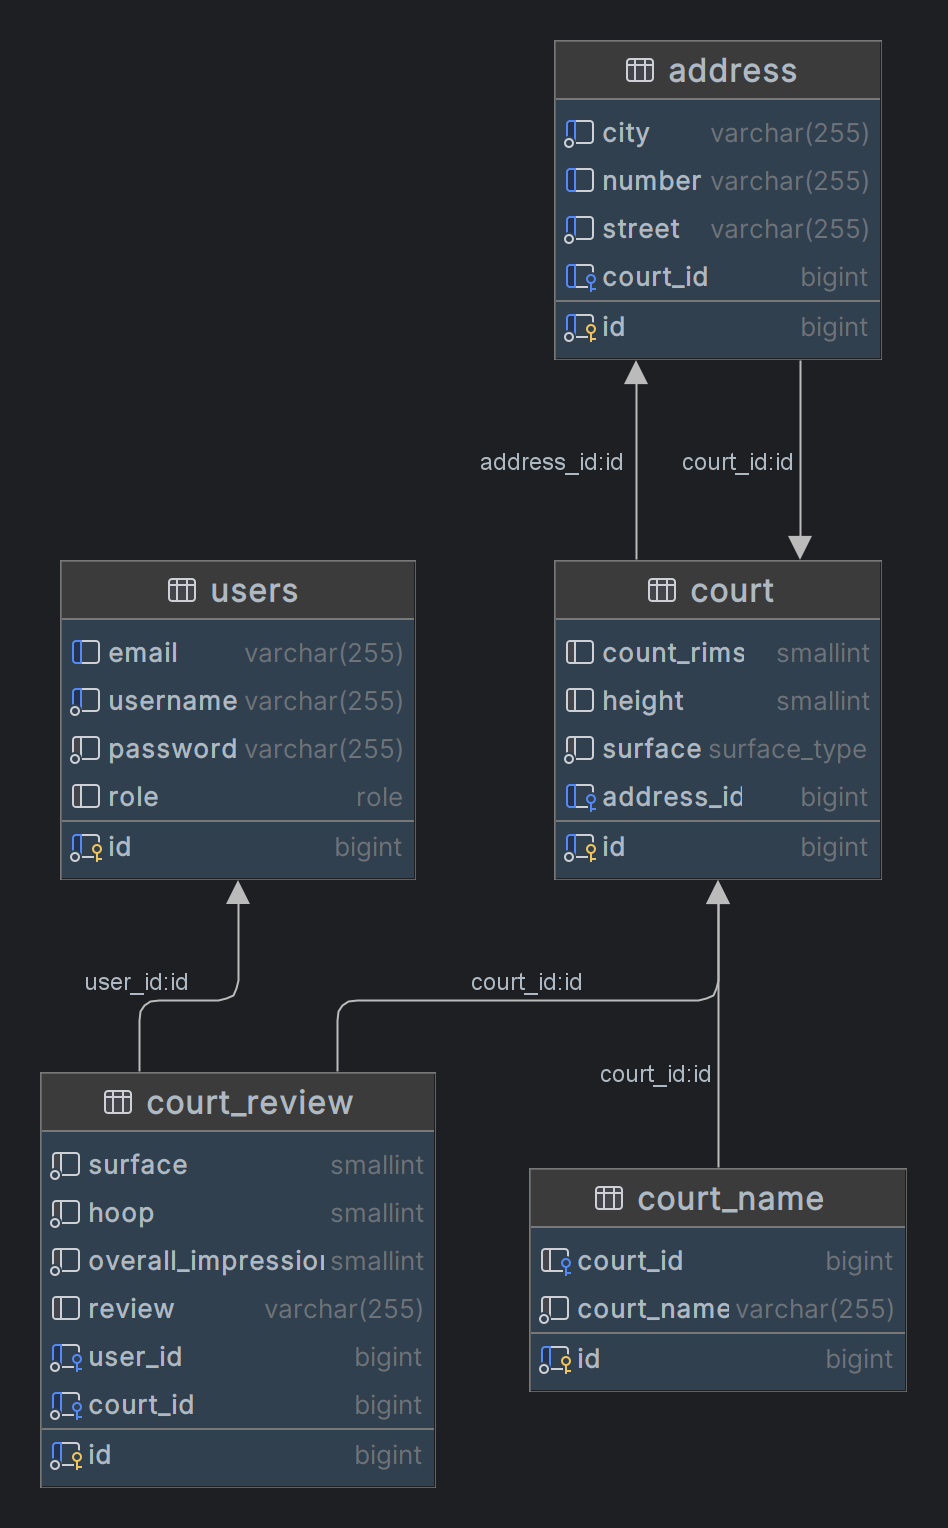 address
city varchar(255)
number varchar(255)
street varchar(255)
court_id bigint
id bigint
address_id:id
court_id:id
users
email varchar(255)
username varchar(255)
password varchar(255)
role role
id bigint
court
count_rims smallint
height smallint
surface surface_type
address_id bigint
id bigint
user_id:id
court_id:id
court_id:id
court_review
surface smallint
hoop smallint
overall_impression smallint
review varchar(255)
user_id bigint
court_id bigint
id bigint
court_name
court_id bigint
court_name varchar(255)
id bigint